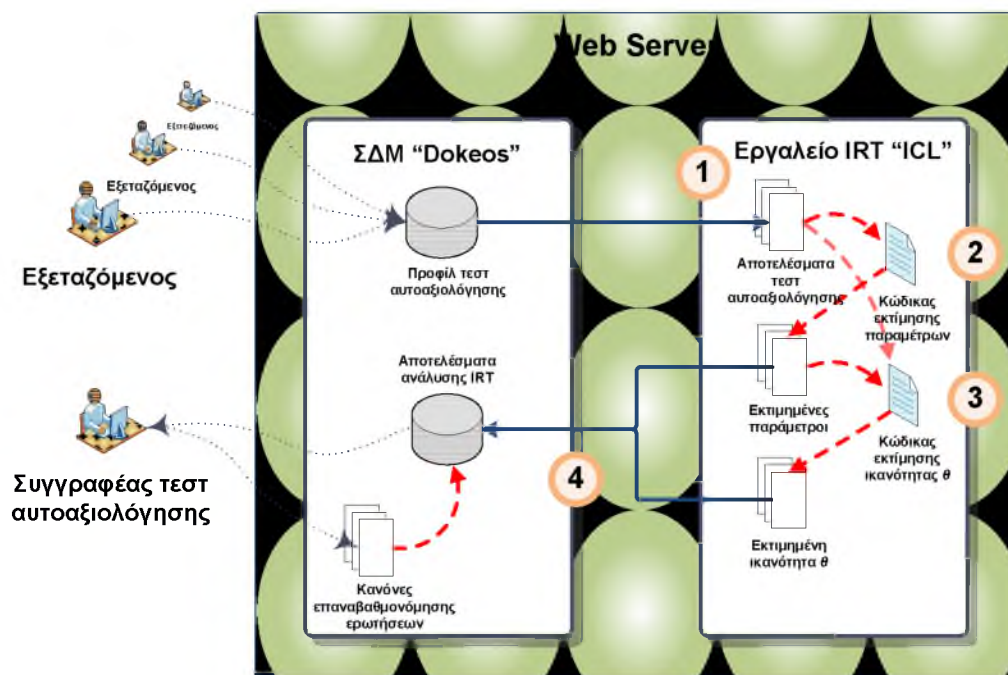 Web Server
Εξεταζόμενος
Εξεταζόμενος
Εξεταζόμενος
ΣΔΜ “Dokeos”
Προφίλ τεστ
αυτοαξιολόγησης
Αποτελέσματα
ανάλυσης IRT
Συγγραφέας τεστ
αυτοαξιολόγησης
Κανόνες
επαναβαθμονόμησης
ερωτήσεων
Εργαλείο IRT “ICL”
1
Αποτελέσματα
τεστ
αυτοαξιολόγησης
2
Κώδικας
εκτίμησης
παραμέτρων
Εκτιμημένες
παράμετροι
3
Κώδικας
εκτίμησης
ικανότητας θ
4
Εκτιμημένη
ικανότητα θ